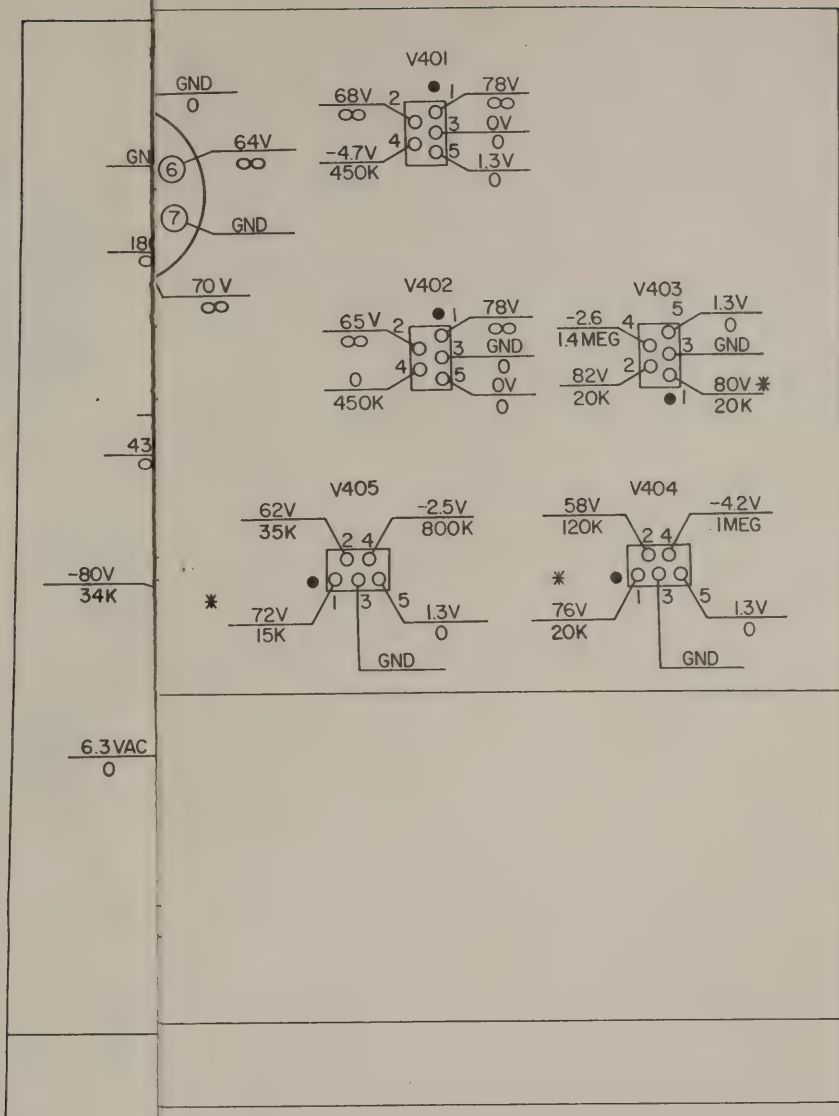 GND
0
GN
6
64V
∞
7
GND
18
0
70 V
∞
43
0
-80V
34K
6.3 VAC
0
V401
68V 2 1 78V
∞ ∞
3 0V
0
-4.7V 4 5 1.3V
450K 0
V402
65V 2 1 78V
∞ ∞
3 GND
0
0 4 5 0V
450K 0
V403
-2.6 4 5 1.3V
1.4 MEG 0
3 GND
82V 2 1 80V *
20K 20K
V405
62V 2 4 -2.5V
35K 800K
*
72V 1 3 5 1.3V
15K 0
GND
V404
58V 2 4 -4.2V
120K 1MEG
*
76V 1 3 5 1.3V
20K 0
GND